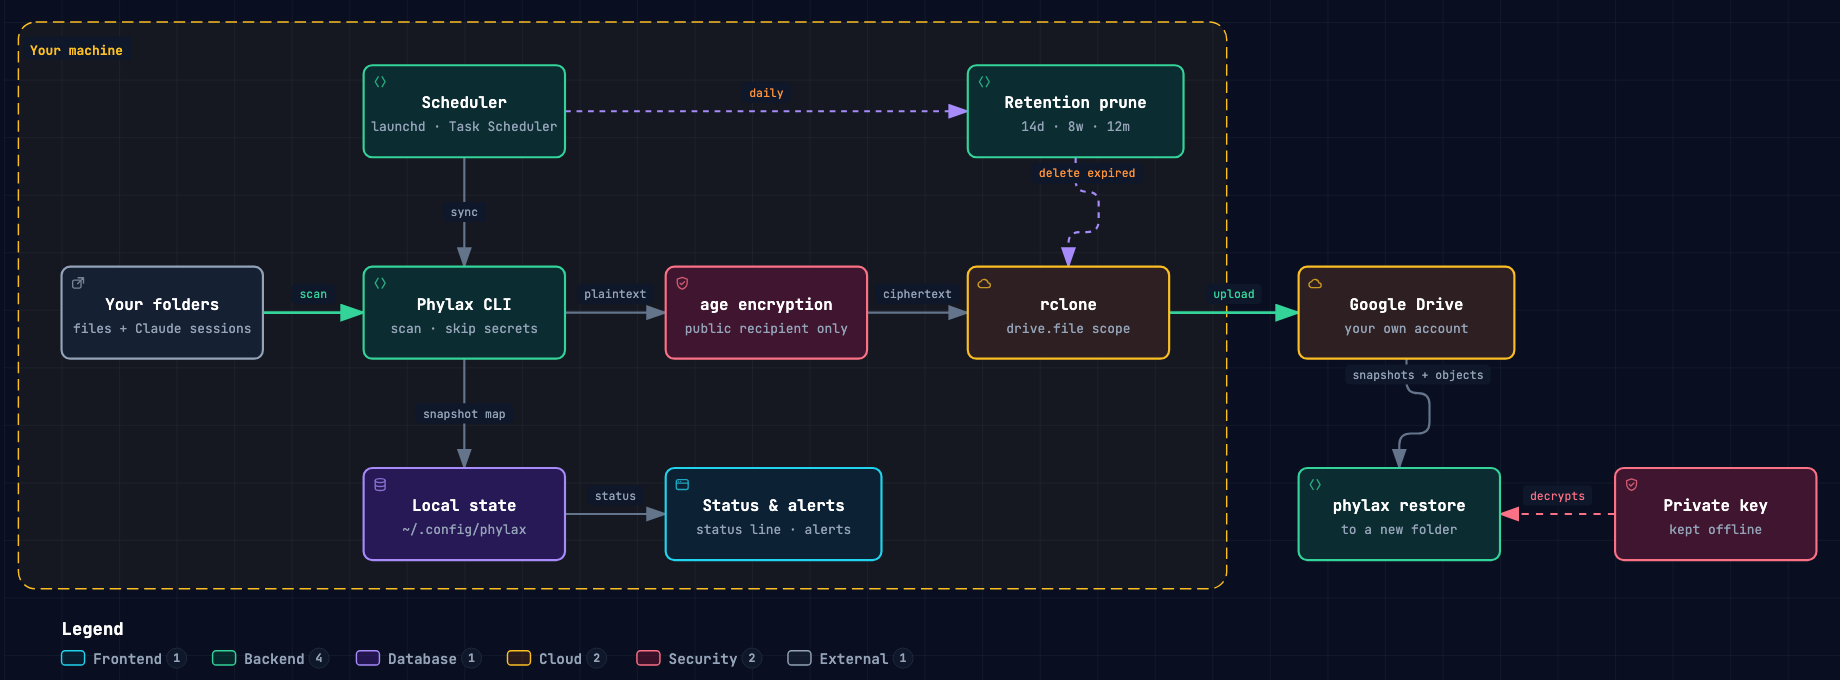 Your machine
Scheduler
launchd · Task Scheduler
daily
Retention prune
14d · 8w · 12m
delete expired
sync
Your folders
files + Claude sessions
scan
Phylax CLI
scan · skip secrets
plaintext
age encryption
public recipient only
ciphertext
rclone
drive.file scope
upload
Google Drive
your own account
snapshots + objects
snapshot map
Local state
~/.config/phylax
status
Status & alerts
status line · alerts
phylax restore
to a new folder
decrypts
Private key
kept offline
Legend
Frontend 1
Backend 4
Database 1
Cloud 2
Security 2
External 1